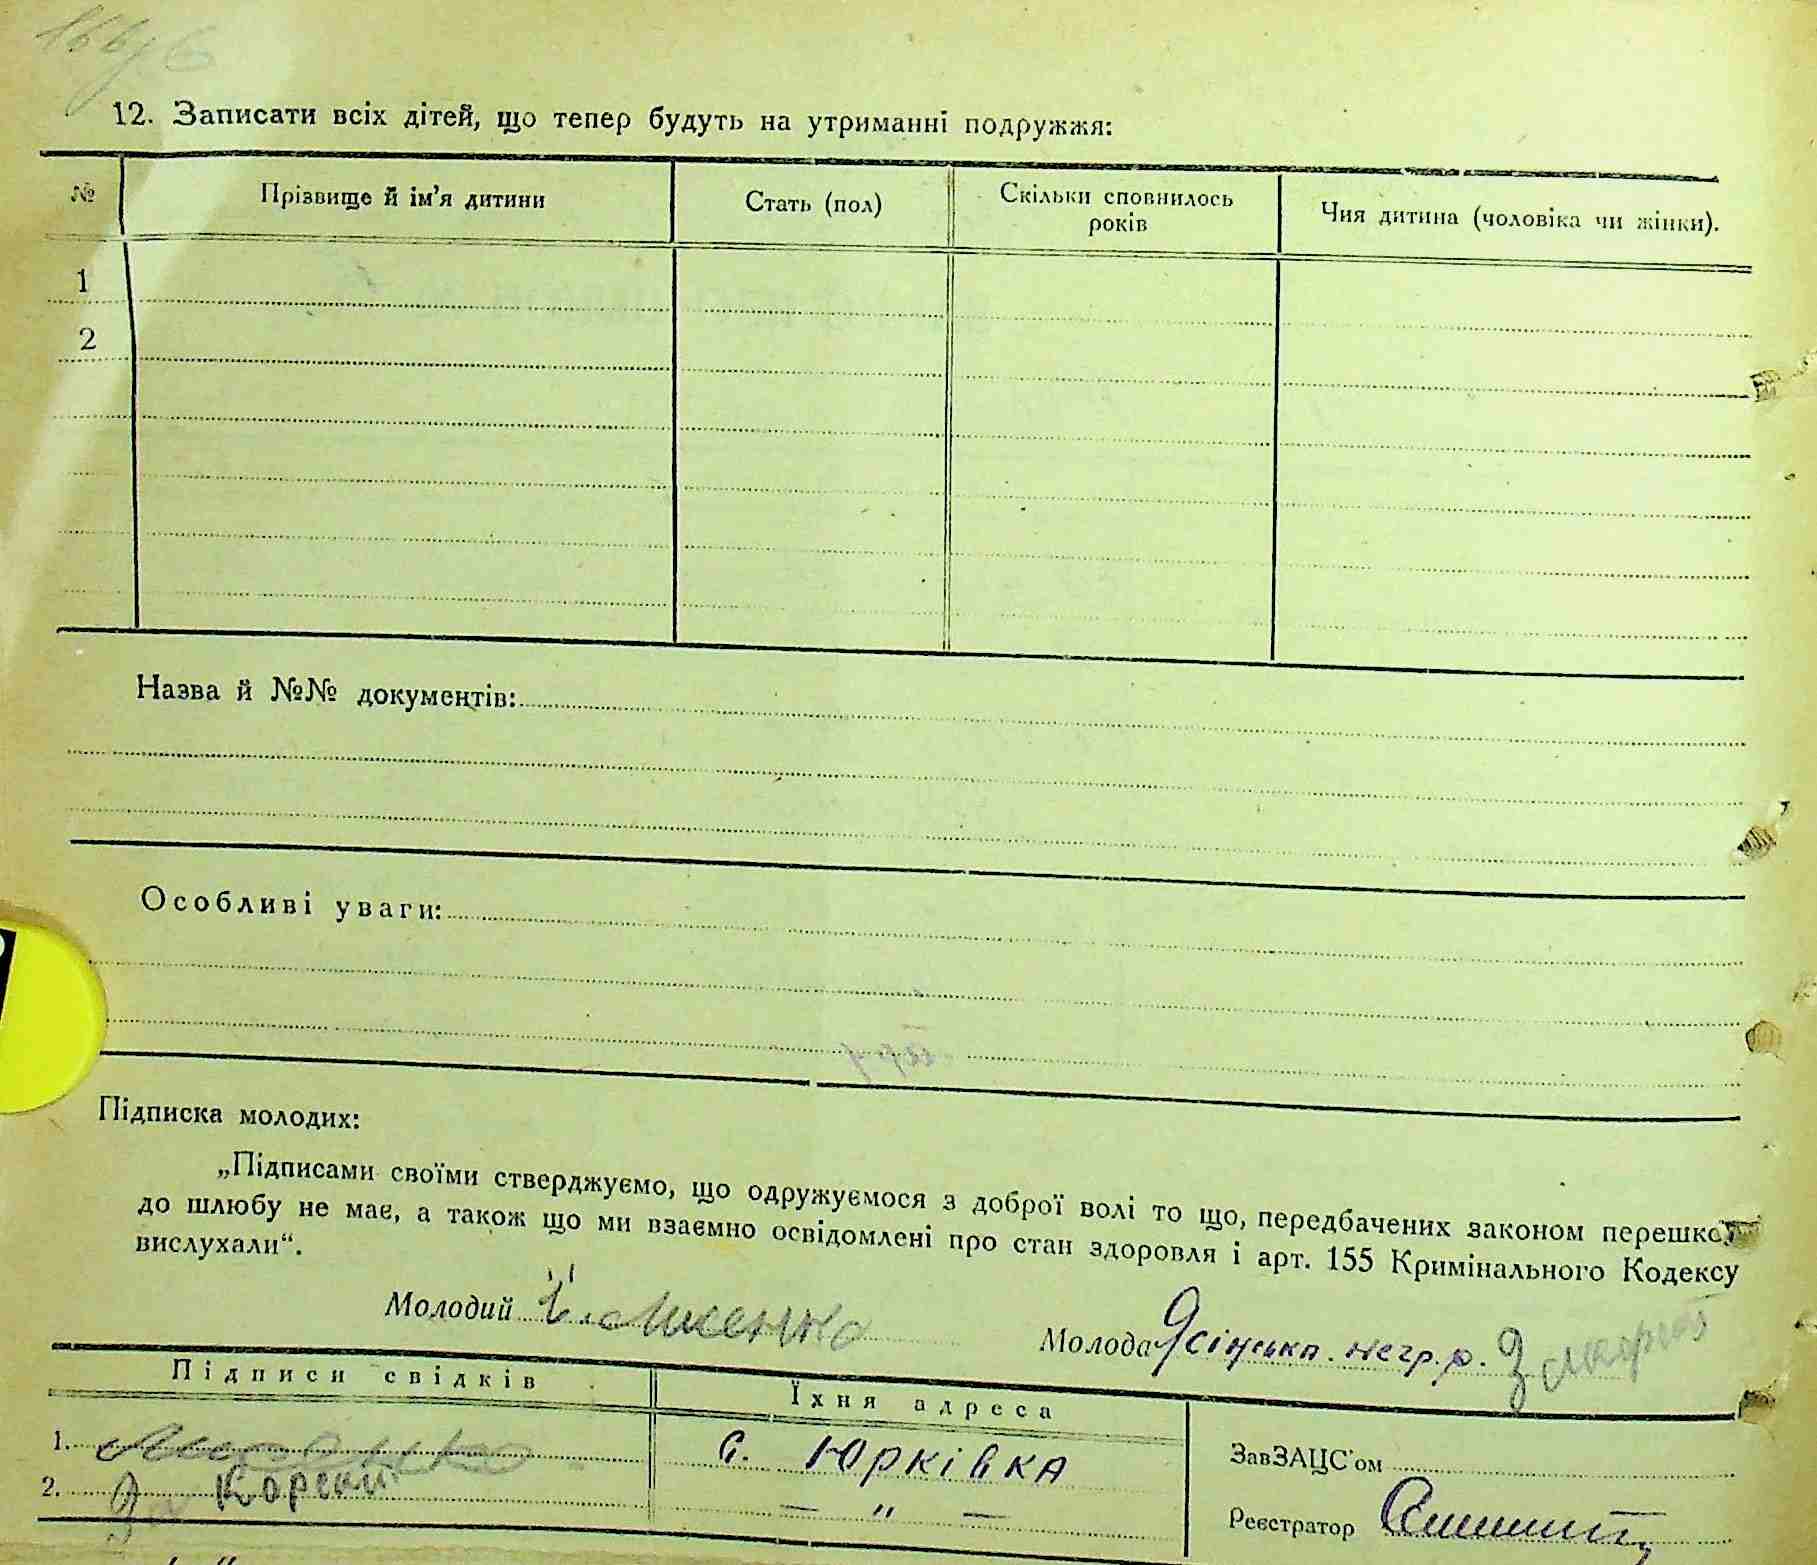 12. Записати всіх дітей, що тепер будуть на утриманні подружжя:
№ Прізвище й ім'я дитини Стать (пол) Скільки сповнилось років Чия дитина (чоловіка чи жінки).
1
2
Назва й №№ документів:
Особливі уваги:
Підписка молодих:
„Підписами своїми стверджуємо, що одружуємося з доброї волі то що, передбачених законом перешкод
до шлюбу не має, а також що ми взаємно освідомлені про стан здоровля і арт. 155 Кримінального Кодексу
вислухали“.
Молодий Молода Ясінська. негр.
Підписи свідків Їхня адреса
1. с. Юрківка ЗавЗАЦС'ом
2. За — " — Реєстратор